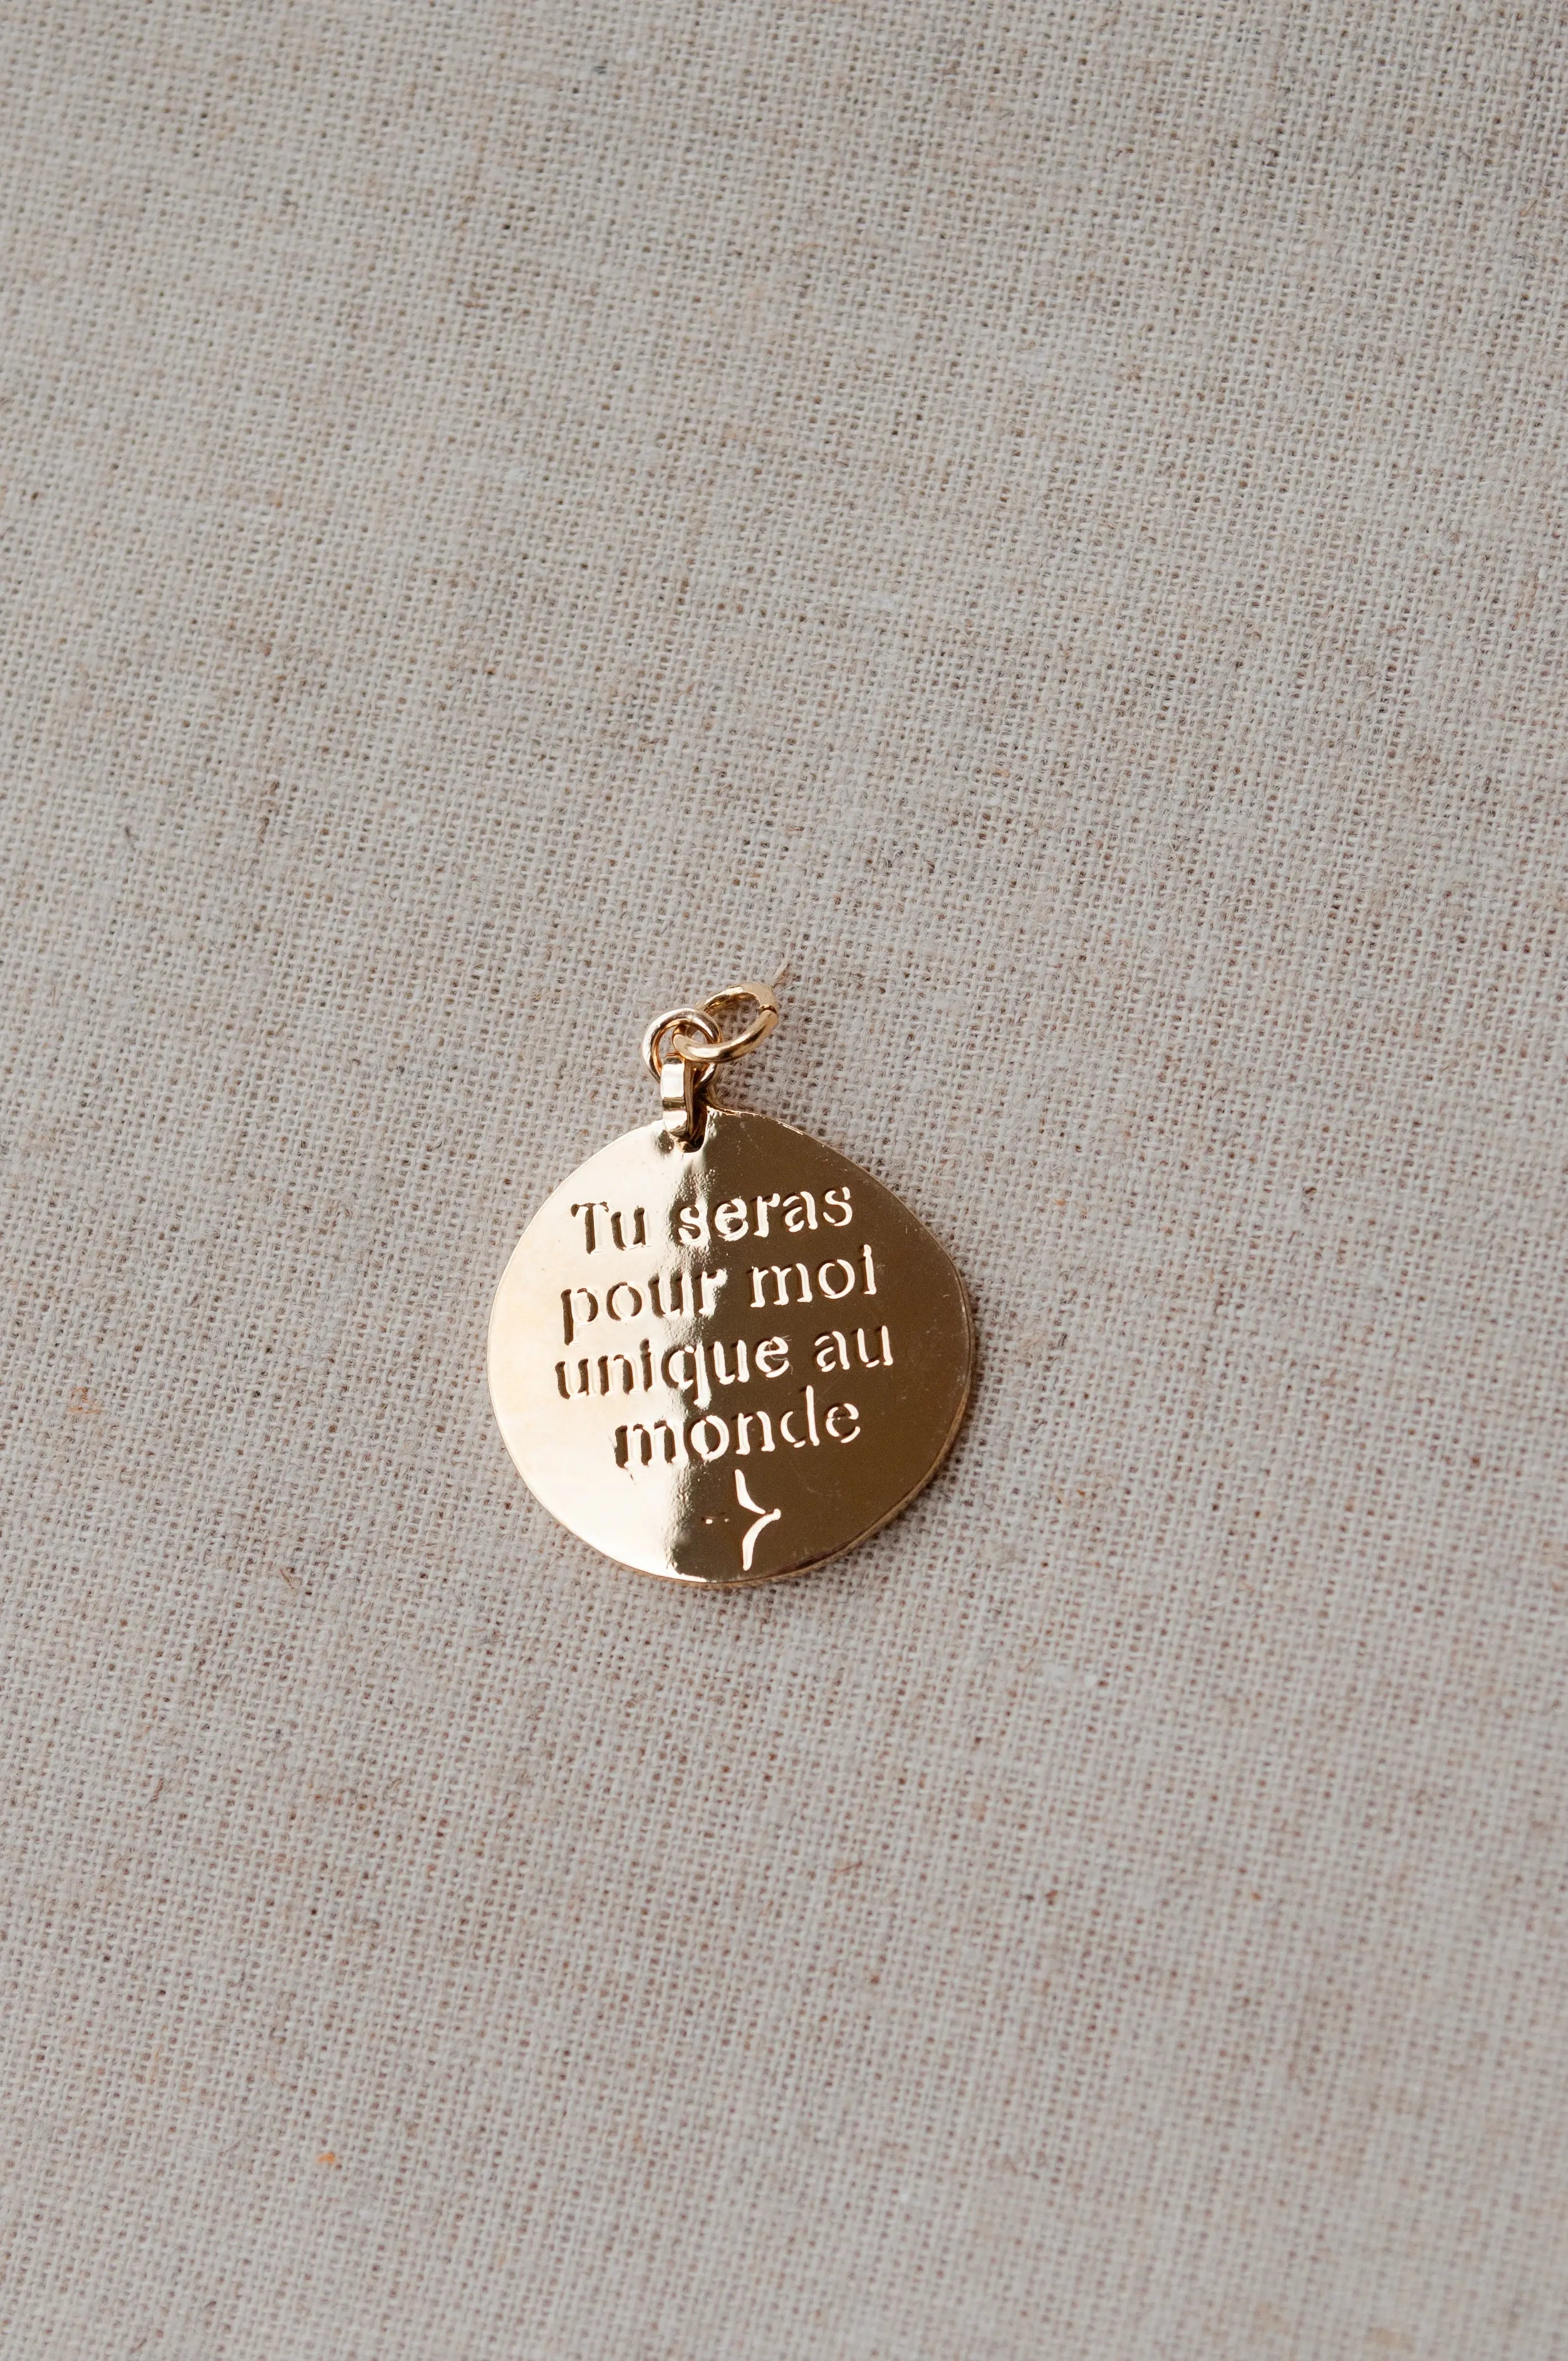 Tu seras
pour moi
unique au
monde